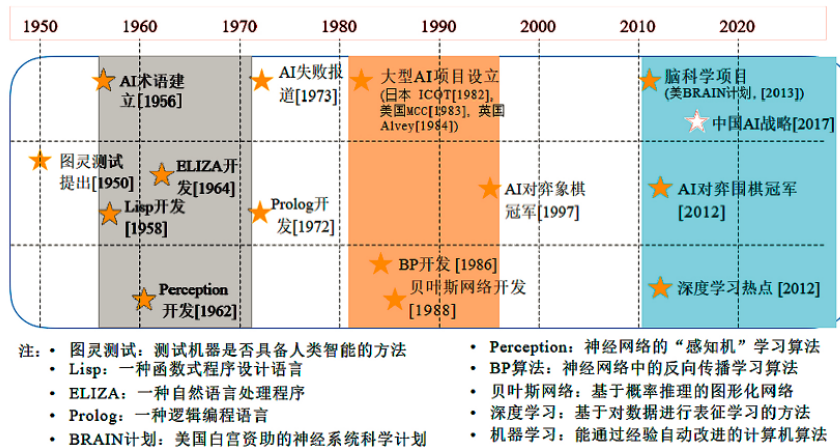 1950 1960 1970 1980 1990 2000 2010 2020
AI术语建
立[1956]
AI失败报
道[1973]
大型AI项目设立
(日本 ICOT[1982],
美国MCC[1983], 英国
Alvey[1984])
脑科学项目
(美BRAIN计划, [2013])
中国AI战略[2017]
图灵测试
提出[1950]
ELIZA开
发[1964]
Lisp开发
[1958]
Prolog开
发[1972]
AI对弈象棋
冠军[1997]
AI对弈围棋冠军
[2012]
Perception
开发[1962]
BP开发 [1986]
贝叶斯网络开发
[1988]
深度学习热点 [2012]
注: • 图灵测试: 测试机器是否具备人类智能的方法
• Lisp: 一种函数式程序设计语言
• ELIZA: 一种自然语言处理程序
• Prolog: 一种逻辑编程语言
• BRAIN计划: 美国白宫资助的神经系统科学计划
• Perception: 神经网络的“感知机”学习算法
• BP算法: 神经网络中的反向传播学习算法
• 贝叶斯网络: 基于概率推理的图形化网络
• 深度学习: 基于对数据进行表征学习的方法
• 机器学习: 能通过经验自动改进的计算机算法